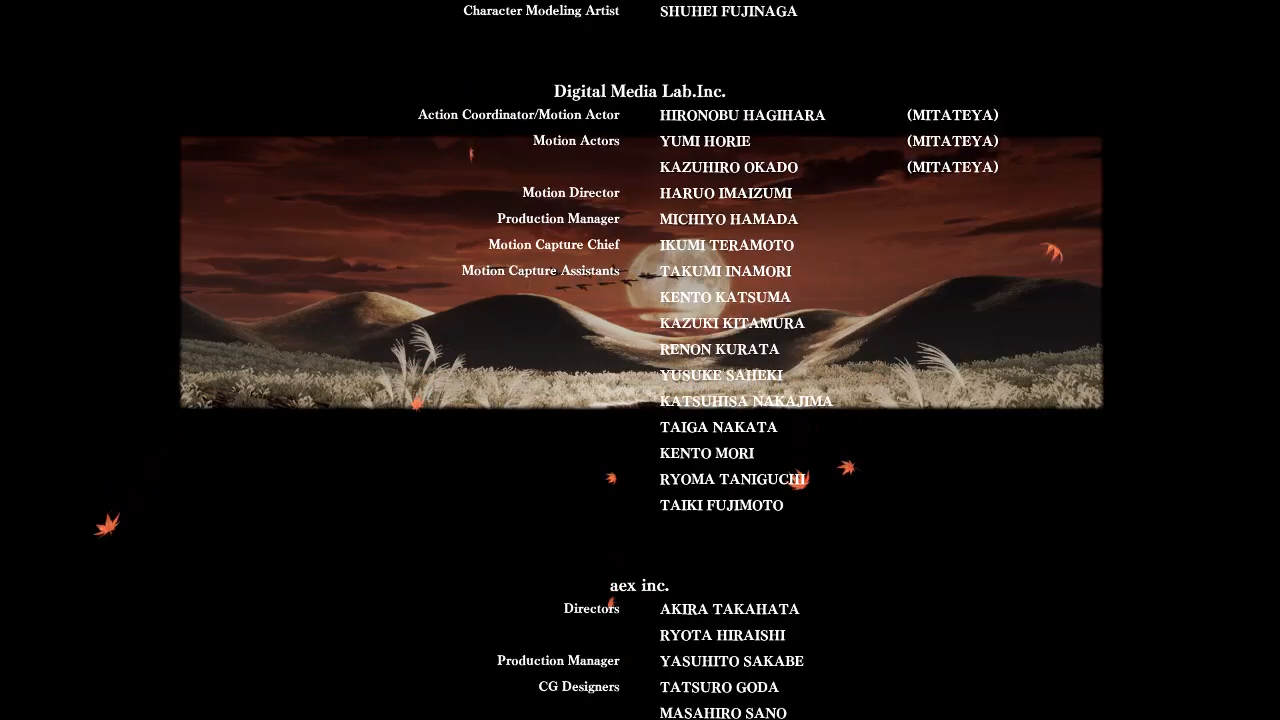 Character Modeling Artist SHUHEI FUJINAGA
Digital Media Lab.Inc.
Action Coordinator/Motion Actor HIRONOBU HAGIHARA (MITATEYA)
Motion Actors YUMI HORIE (MITATEYA)
KAZUHIRO OKADO (MITATEYA)
Motion Director HARUO IMAIZUMI
Production Manager MICHIYO HAMADA
Motion Capture Chief IKUMI TERAMOTO
Motion Capture Assistants TAKUMI INAMORI
KENTO KATSUMA
KAZUKI KITAMURA
RENON KURATA
YUSUKE SAHEKI
KATSUHISA NAKAJIMA
TAIGA NAKATA
KENTO MORI
RYOMA TANIGUCHI
TAIKI FUJIMOTO
aex inc.
Directors AKIRA TAKAHATA
RYOTA HIRAISHI
Production Manager YASUHITO SAKABE
CG Designers TATSURO GODA
MASAHIRO SANO